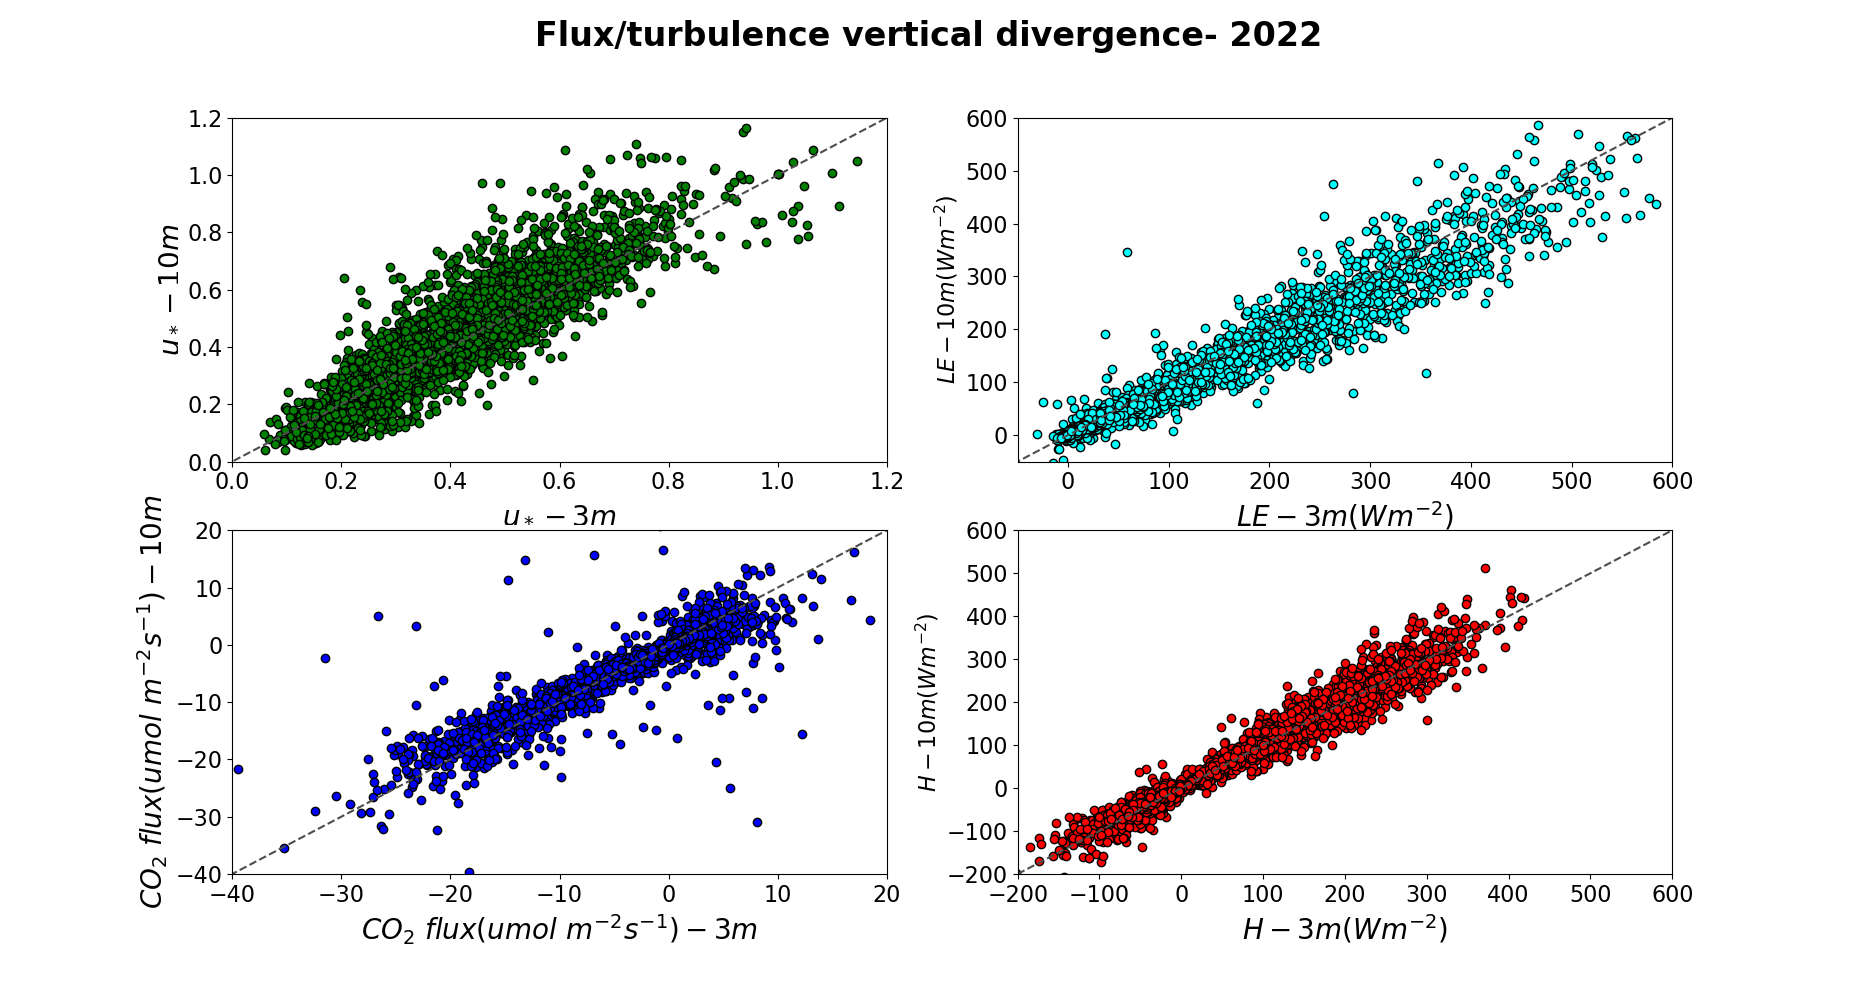 Flux/turbulence vertical divergence- 2022
u* − 10m
1.2
1.0
0.8
0.6
0.4
0.2
0.0
0.0 0.2 0.4 0.6 0.8 1.0 1.2
u* − 3m
LE − 10m(Wm⁻²)
600
500
400
300
200
100
0
0 100 200 300 400 500 600
LE − 3m(Wm⁻²)
CO₂ flux(umol m⁻²s⁻¹) − 10m
20
10
0
−10
−20
−30
−40
−40 −30 −20 −10 0 10 20
CO₂ flux(umol m⁻²s⁻¹) − 3m
H − 10m(Wm⁻²)
600
500
400
300
200
100
0
−100
−200
−200 −100 0 100 200 300 400 500 600
H − 3m(Wm⁻²)